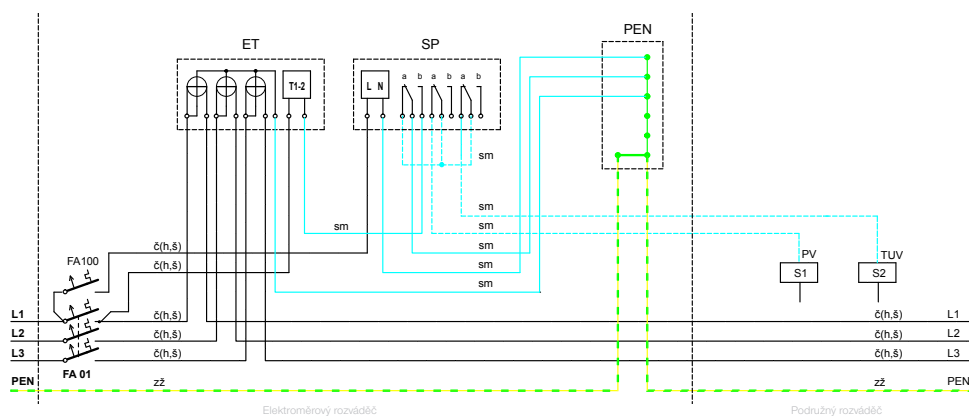 ET
SP
PEN
T1-2
L N
a b a b a b
sm
sm
sm
sm
sm
sm
sm
č(h,š)
č(h,š)
FA100
PV
TUV
S1
S2
L1
č(h,š)
č(h,š)
L1
L2
č(h,š)
č(h,š)
L2
L3
č(h,š)
č(h,š)
L3
FA 01
PEN
zž
zž
PEN
Elektroměrový rozváděč
Podružný rozváděč